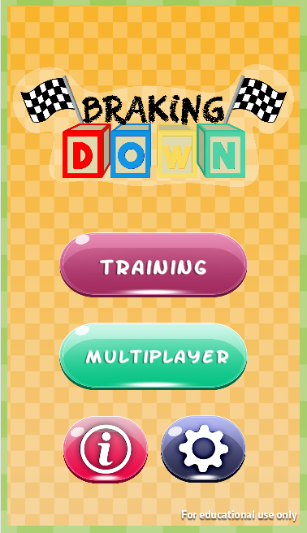 BRAKiNG
DOWN
TRAINING
MULTIPLAYER
i
For educational use only